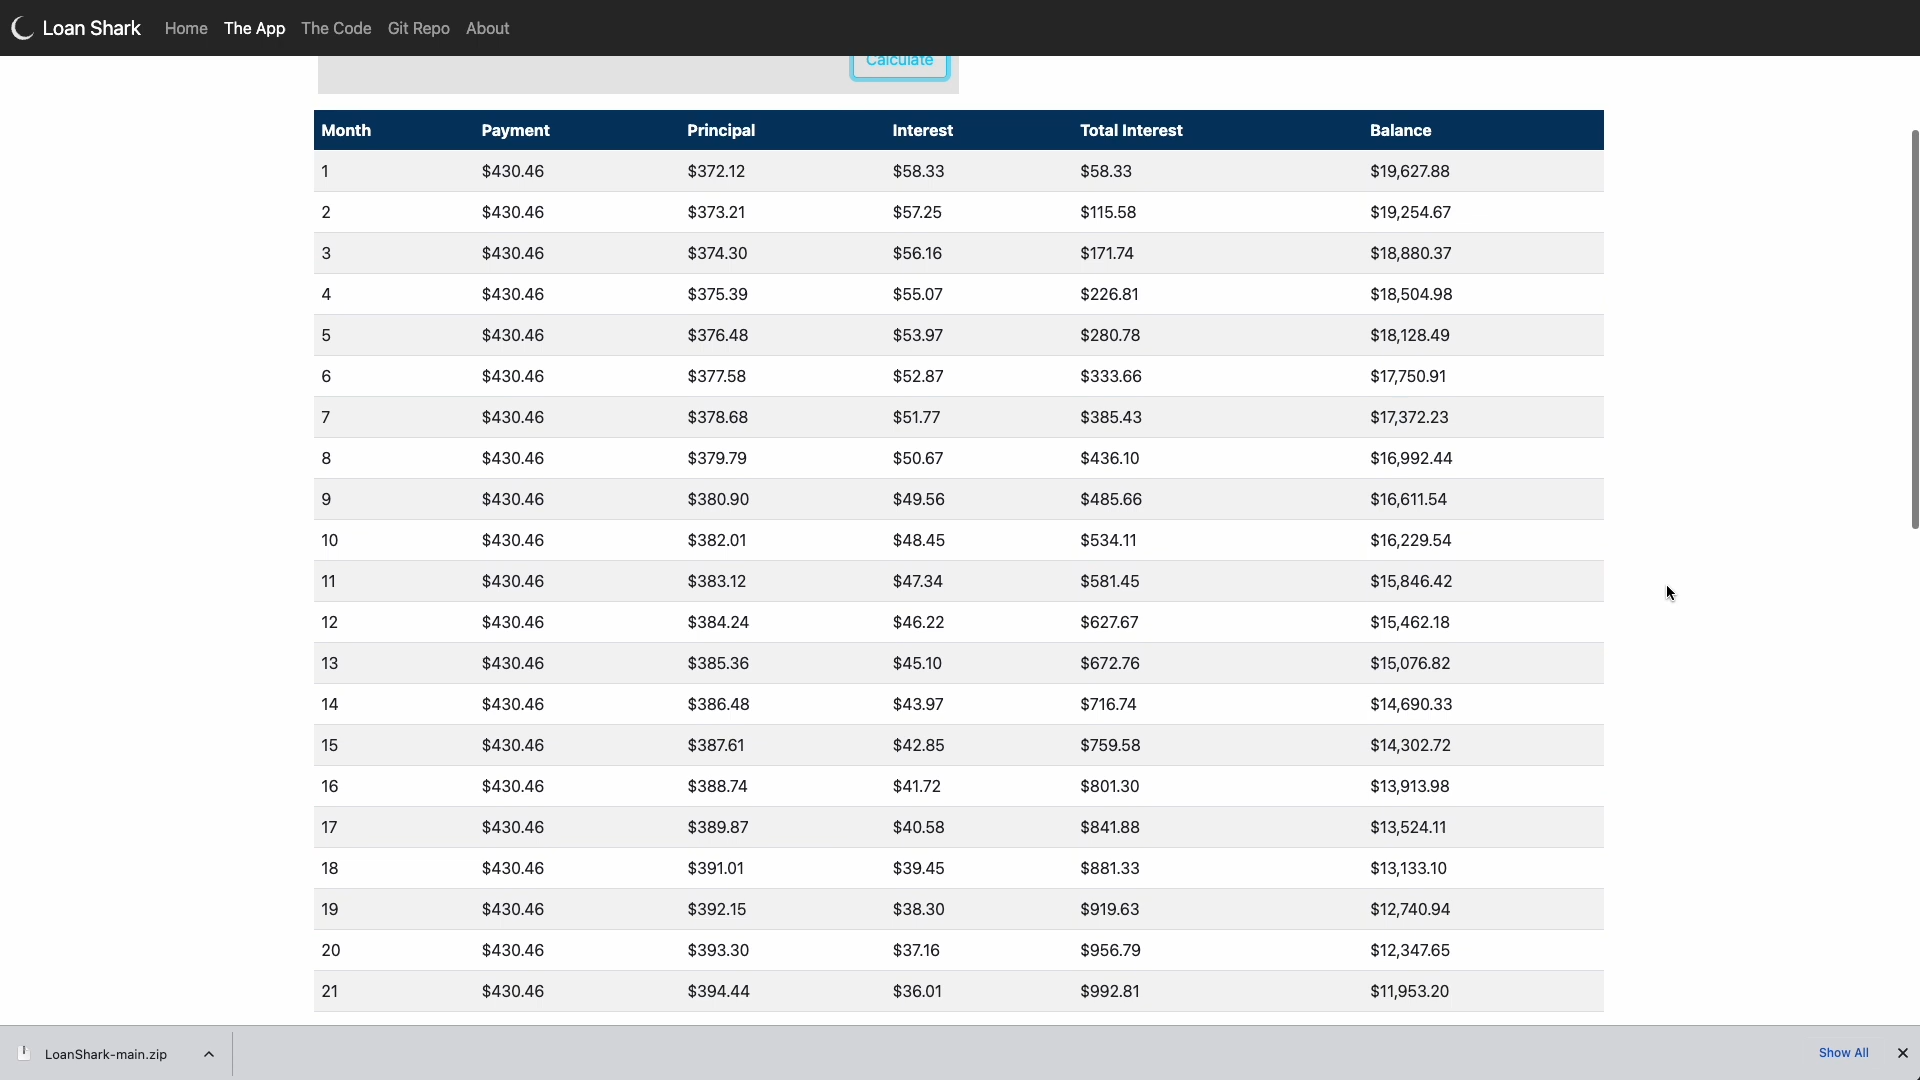 Loan Shark Home The App The Code Git Repo About
Calculate
Month Payment Principal Interest Total Interest Balance
1 $430.46 $372.12 $58.33 $58.33 $19,627.88
2 $430.46 $373.21 $57.25 $115.58 $19,254.67
3 $430.46 $374.30 $56.16 $171.74 $18,880.37
4 $430.46 $375.39 $55.07 $226.81 $18,504.98
5 $430.46 $376.48 $53.97 $280.78 $18,128.49
6 $430.46 $377.58 $52.87 $333.66 $17,750.91
7 $430.46 $378.68 $51.77 $385.43 $17,372.23
8 $430.46 $379.79 $50.67 $436.10 $16,992.44
9 $430.46 $380.90 $49.56 $485.66 $16,611.54
10 $430.46 $382.01 $48.45 $534.11 $16,229.54
11 $430.46 $383.12 $47.34 $581.45 $15,846.42
12 $430.46 $384.24 $46.22 $627.67 $15,462.18
13 $430.46 $385.36 $45.10 $672.76 $15,076.82
14 $430.46 $386.48 $43.97 $716.74 $14,690.33
15 $430.46 $387.61 $42.85 $759.58 $14,302.72
16 $430.46 $388.74 $41.72 $801.30 $13,913.98
17 $430.46 $389.87 $40.58 $841.88 $13,524.11
18 $430.46 $391.01 $39.45 $881.33 $13,133.10
19 $430.46 $392.15 $38.30 $919.63 $12,740.94
20 $430.46 $393.30 $37.16 $956.79 $12,347.65
21 $430.46 $394.44 $36.01 $992.81 $11,953.20
LoanShark-main.zip Show All